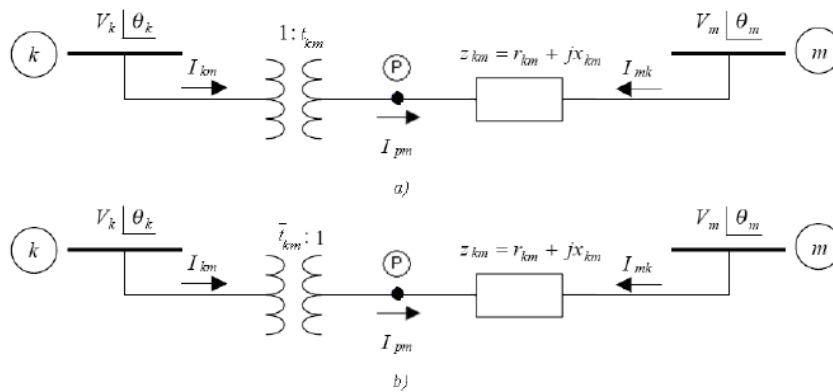 V_k |θ_k
V_m |θ_m
k
1: t_km
P
z_km = r_km + jx_km
m
I_km
I_mk
I_pm
a)
V_k |θ_k
V_m |θ_m
k
t̄_km : 1
P
z_km = r_km + jx_km
m
I_km
I_mk
I_pm
b)